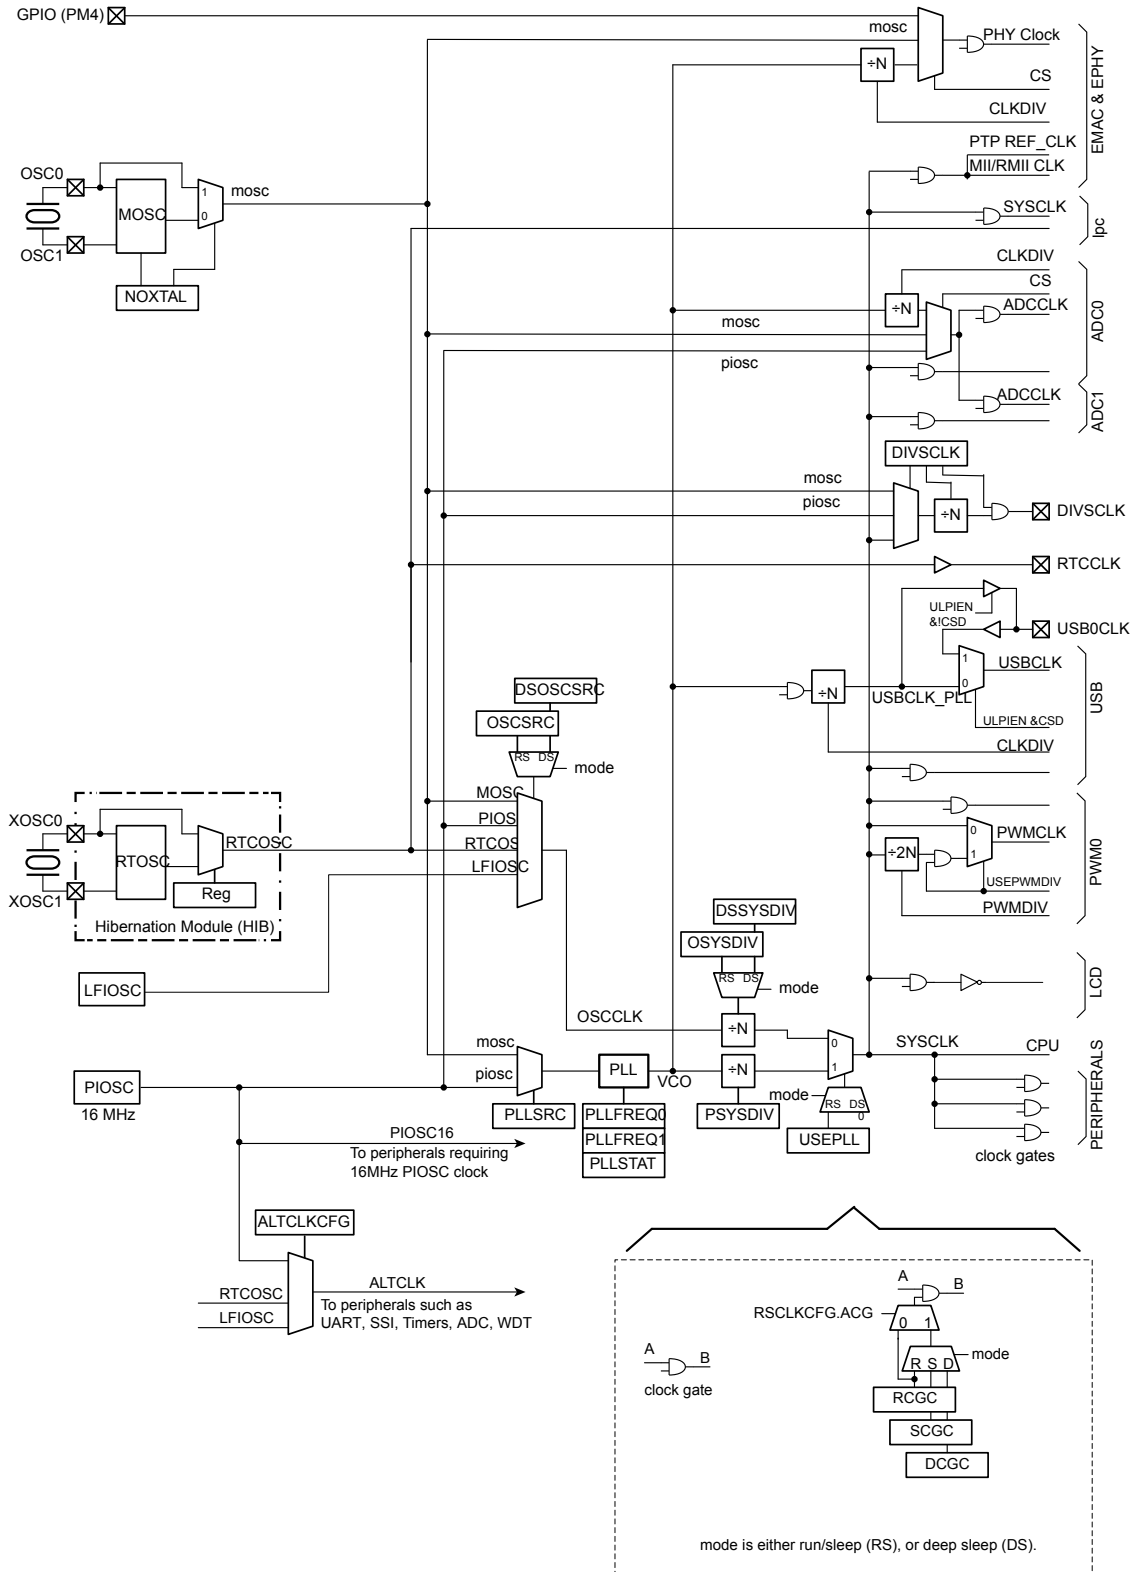 GPIO (PM4)
mosc
PHY Clock
÷N
CS
CLKDIV
EMAC & EPHY
PTP REF_CLK
MII/RMII CLK
OSC0
MOSC
1
0
mosc
OSC1
NOXTAL
SYSCLK
lpc
CLKDIV
CS
÷N
ADCCLK
mosc
piosc
ADC0
ADCCLK
ADC1
DIVSCLK
mosc
piosc
÷N
DIVSCLK
RTCCLK
ULPIEN
&!CSD
USB0CLK
1
0
USBCLK
÷N
USBCLK_PLL
ULPIEN &CSD
CLKDIV
USB
DSOSCSRC
OSCSRC
RS DS
mode
MOSC
PIOS
RTCOS
LFIOSC
XOSC0
RTOSC
RTCOSC
Reg
XOSC1
Hibernation Module (HIB)
0
PWMCLK
÷2N
1
USEPWMDIV
PWMDIV
PWM0
LFIOSC
DSSYSDIV
OSYSDIV
RS DS
mode
LCD
OSCCLK
÷N
0
1
SYSCLK
CPU
mosc
piosc
PLL
VCO
÷N
PIOSC
16 MHz
PLLSRC
PLLFREQ0
PLLFREQ1
PLLSTAT
PSYSDIV
mode
RS DS
0
USEPLL
PERIPHERALS
clock gates
PIOSC16
To peripherals requiring
16MHz PIOSC clock
ALTCLKCFG
RTCOSC
LFIOSC
ALTCLK
To peripherals such as
UART, SSI, Timers, ADC, WDT
A
B
RSCLKCFG.ACG
0 1
A
B
clock gate
R S D
mode
RCGC
SCGC
DCGC
mode is either run/sleep (RS), or deep sleep (DS).